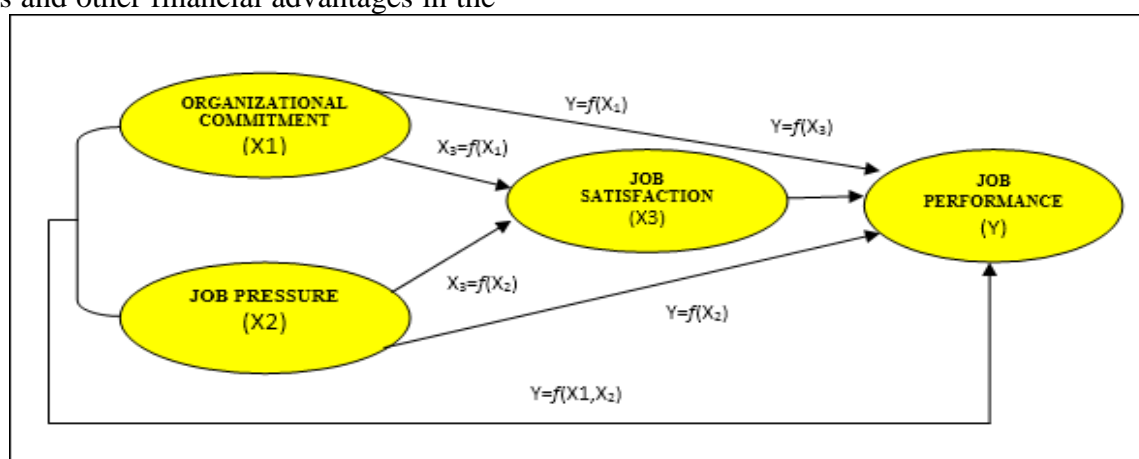 s and other financial advantages in the
ORGANIZATIONAL
COMMITMENT
(X1)
Y=f(X₁)
Y=f(X₃)
X₃=f(X₁)
JOB
SATISFACTION
(X3)
JOB
PERFORMANCE
(Y)
JOB PRESSURE
(X2)
X₃=f(X₂)
Y=f(X₂)
Y=f(X1,X₂)